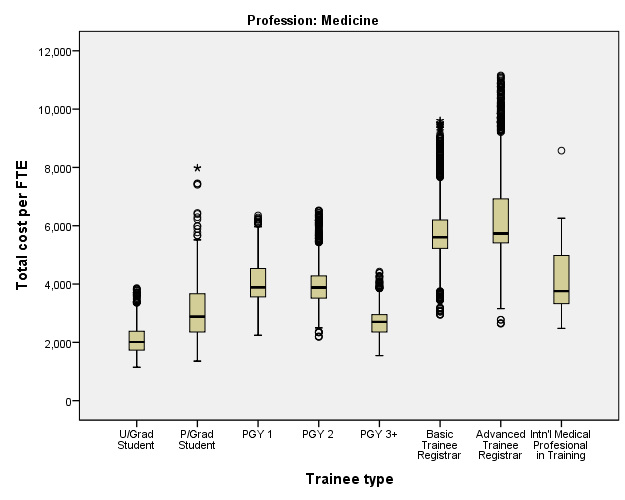 Profession: Medicine
12,000
10,000
8,000
6,000
4,000
2,000
0
Total cost per FTE
U/Grad Student
P/Grad Student
PGY 1
PGY 2
PGY 3+
Basic Trainee Registrar
Advanced Trainee Registrar
Intn'l Medical Profesional in Training
Trainee type